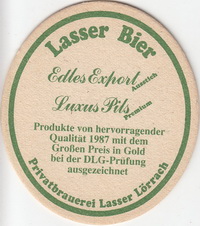 Lasser Bier
Edles Export Ausstich
Luxus Pils Premium
Produkte von hervorragender
Qualität 1987 mit dem
Großen Preis in Gold
bei der DLG-Prüfung
ausgezeichnet
Privatbrauerei Lasser Lörrach